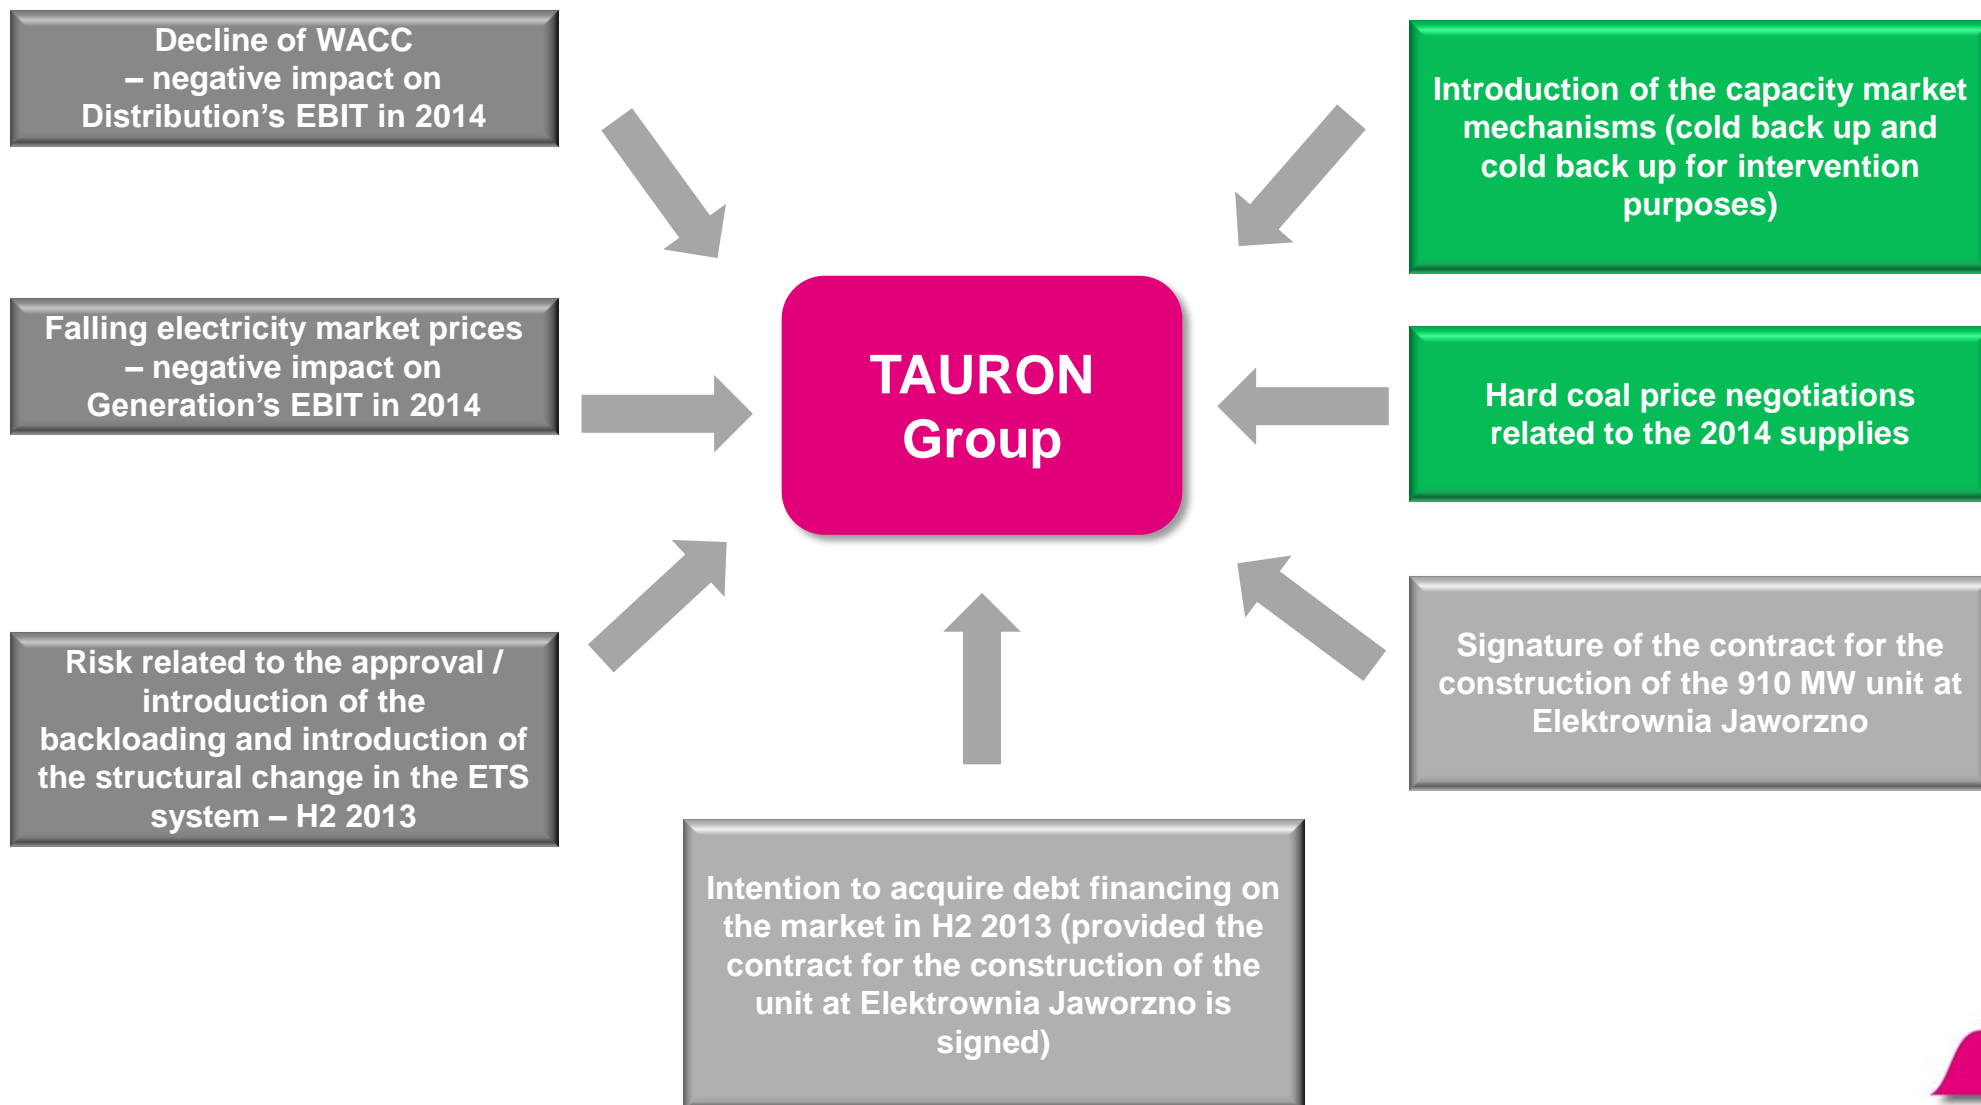 Decline of WACC
– negative impact on
Distribution's EBIT in 2014
Falling electricity market prices
– negative impact on
Generation's EBIT in 2014
Risk related to the approval /
introduction of the
backloading and introduction of
the structural change in the ETS
system – H2 2013
TAURON
Group
Intention to acquire debt financing on
the market in H2 2013 (provided the
contract for the construction of the
unit at Elektrownia Jaworzno is
signed)
Introduction of the capacity market
mechanisms (cold back up and
cold back up for intervention
purposes)
Hard coal price negotiations
related to the 2014 supplies
Signature of the contract for the
construction of the 910 MW unit at
Elektrownia Jaworzno